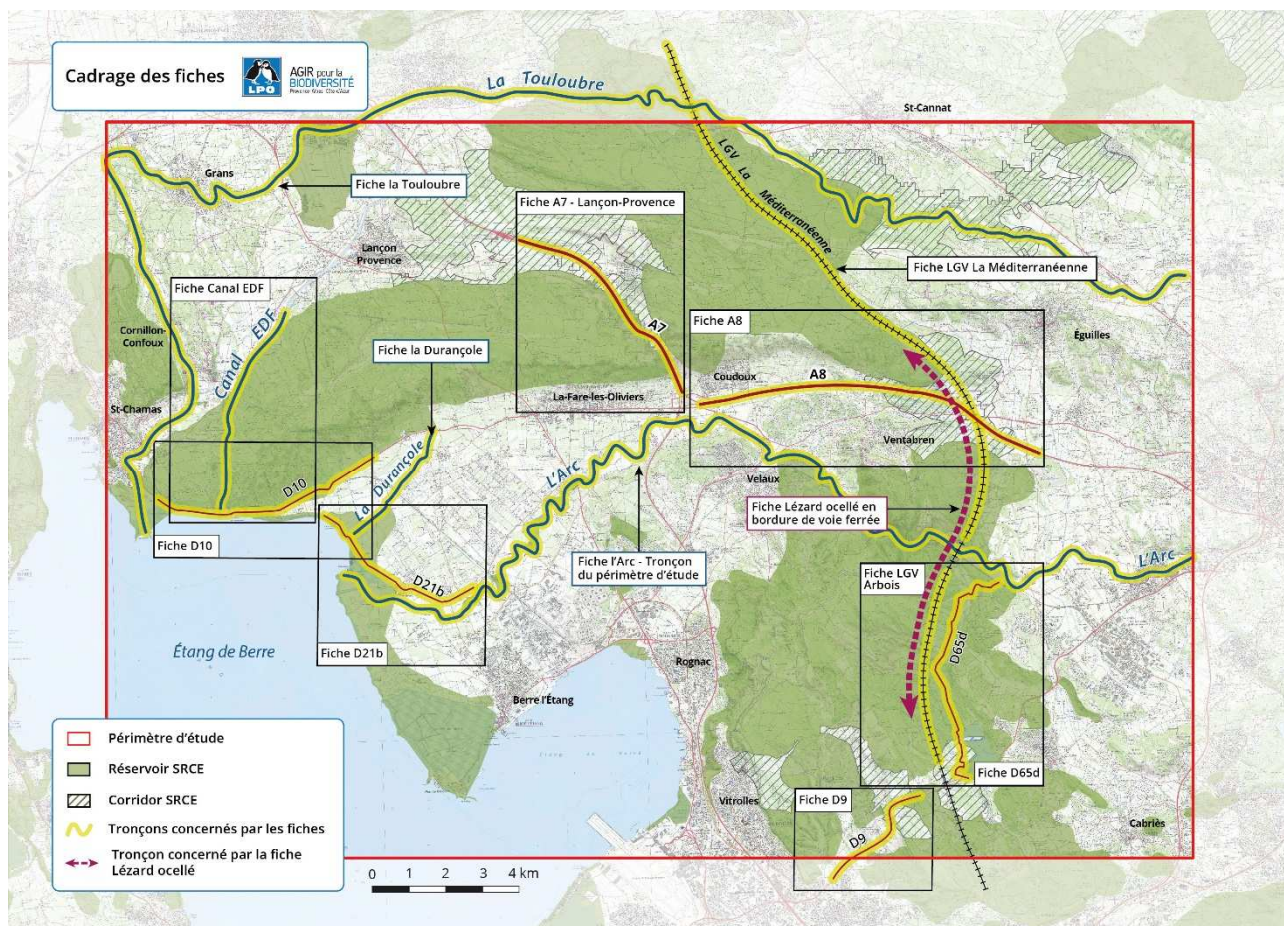 Cadrage des fiches
LPO
AGIR pour la
BIODIVERSITÉ
Provence-Alpes-Côte d'Azur
La Touloubre
St-Cannat
Grans
Fiche la Touloubre
LGV La Méditerranéenne
Fiche A7 - Lançon-Provence
Lançon
Provence
Fiche LGV La Méditerranéenne
Fiche Canal EDF
Cornillon-
Confoux
Canal EDF
A7
Fiche A8
Éguilles
Fiche la Durançole
Coudoux
A8
St-Chamas
La-Fare-les-Oliviers
Ventabren
La Durançole
L'Arc
D10
Velaux
Fiche Lézard ocellé en
bordure de voie ferrée
Fiche D10
Fiche l'Arc - Tronçon
du périmètre d'étude
L'Arc
Fiche LGV
Arbois
D21b
D65d
Étang de Berre
Fiche D21b
Rognac
Berre l'Étang
Étang de Berre
Fiche D65d
Vitrolles
Fiche D9
D9
Cabriès
Périmètre d'étude
Réservoir SRCE
Corridor SRCE
Tronçons concernés par les fiches
Tronçon concerné par la fiche
Lézard ocellé
0 1 2 3 4 km